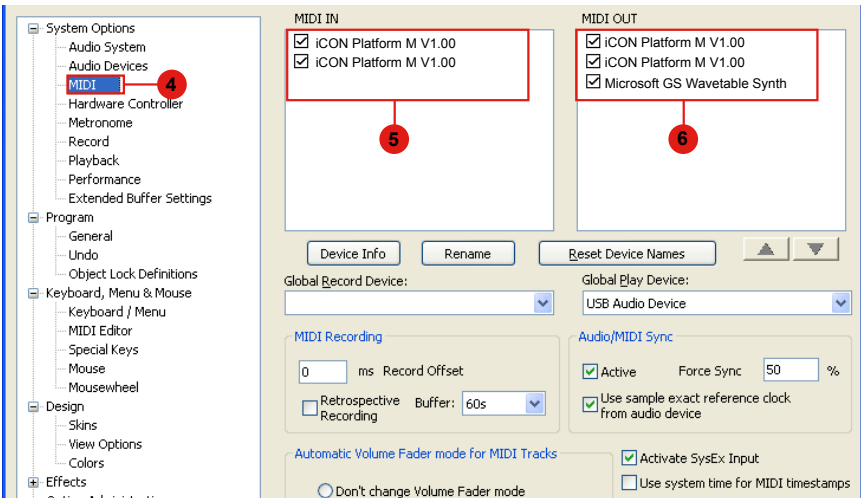 System Options
Audio System
Audio Devices
MIDI
4
Hardware Controller
Metronome
Record
Playback
Performance
Extended Buffer Settings
Program
General
Undo
Object Lock Definitions
Keyboard, Menu & Mouse
Keyboard / Menu
MIDI Editor
Special Keys
Mouse
Mousewheel
Design
Skins
View Options
Colors
Effects
MIDI IN
iCON Platform M V1.00
iCON Platform M V1.00
5
MIDI OUT
iCON Platform M V1.00
iCON Platform M V1.00
Microsoft GS Wavetable Synth
6
Device Info
Rename
Reset Device Names
Global Record Device:
Global Play Device:
USB Audio Device
MIDI Recording
0 ms Record Offset
Retrospective Recording
Buffer: 60s
Audio/MIDI Sync
Active Force Sync 50 %
Use sample exact reference clock
from audio device
Automatic Volume Fader mode for MIDI Tracks
Don't change Volume Fader mode
Activate SysEx Input
Use system time for MIDI timestamps